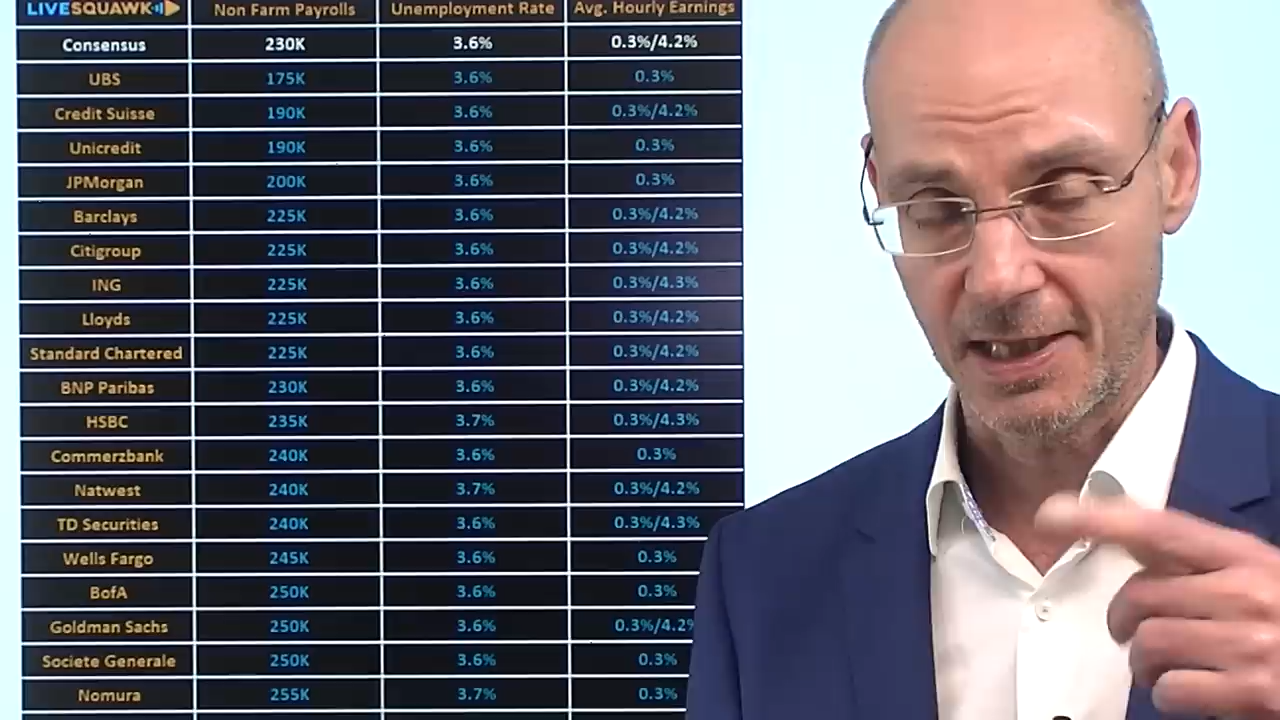 LIVESQUAWK Non Farm Payrolls Unemployment Rate Avg. Hourly Earnings
Consensus 230K 3.6% 0.3%/4.2%
UBS 175K 3.6% 0.3%
Credit Suisse 190K 3.6% 0.3%/4.2%
Unicredit 190K 3.6% 0.3%
JPMorgan 200K 3.6% 0.3%
Barclays 225K 3.6% 0.3%/4.2%
Citigroup 225K 3.6% 0.3%/4.2%
ING 225K 3.6% 0.3%/4.3%
Lloyds 225K 3.6% 0.3%/4.2%
Standard Chartered 225K 3.6% 0.3%/4.2%
BNP Paribas 230K 3.6% 0.3%/4.2%
HSBC 235K 3.7% 0.3%/4.3%
Commerzbank 240K 3.6% 0.3%
Natwest 240K 3.7% 0.3%/4.2%
TD Securities 240K 3.6% 0.3%/4.3%
Wells Fargo 245K 3.6% 0.3%
BofA 250K 3.6% 0.3%
Goldman Sachs 250K 3.6% 0.3%/4.2%
Societe Generale 250K 3.6% 0.3%
Nomura 255K 3.7% 0.3%